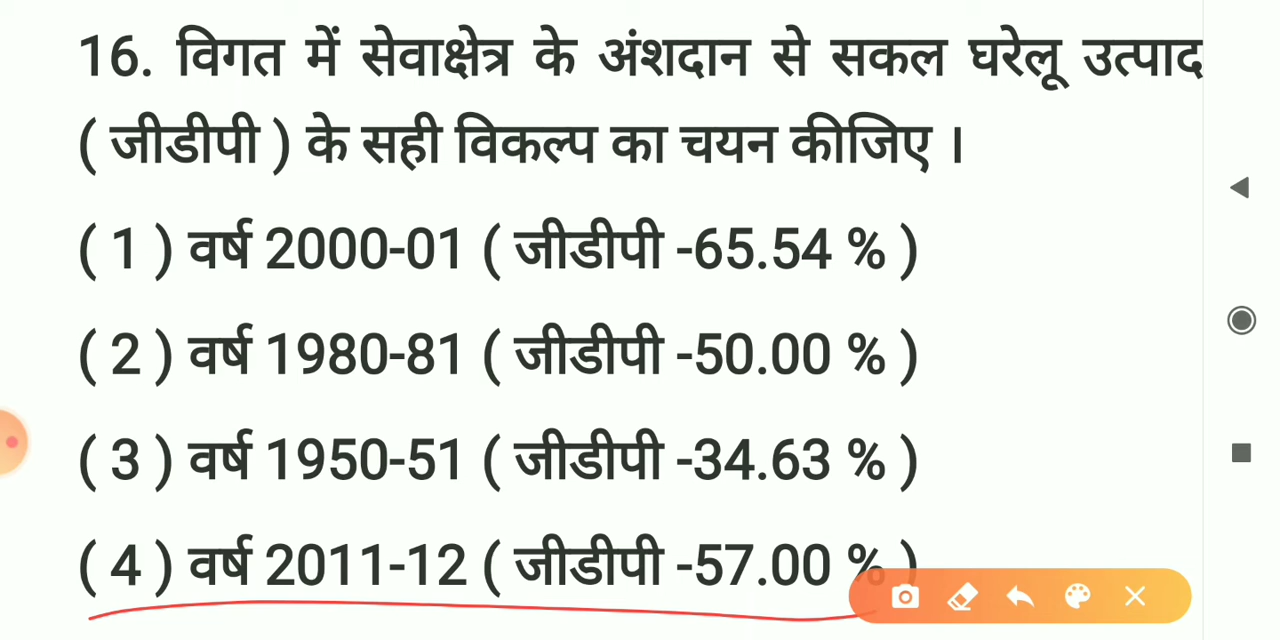 16. विगत में सेवाक्षेत्र के अंशदान से सकल घरेलू उत्पाद
( जीडीपी ) के सही विकल्प का चयन कीजिए ।
( 1 ) वर्ष 2000-01 ( जीडीपी -65.54 % )
( 2 ) वर्ष 1980-81 ( जीडीपी -50.00 % )
( 3 ) वर्ष 1950-51 ( जीडीपी -34.63 % )
( 4 ) वर्ष 2011-12 ( जीडीपी -57.00 % )